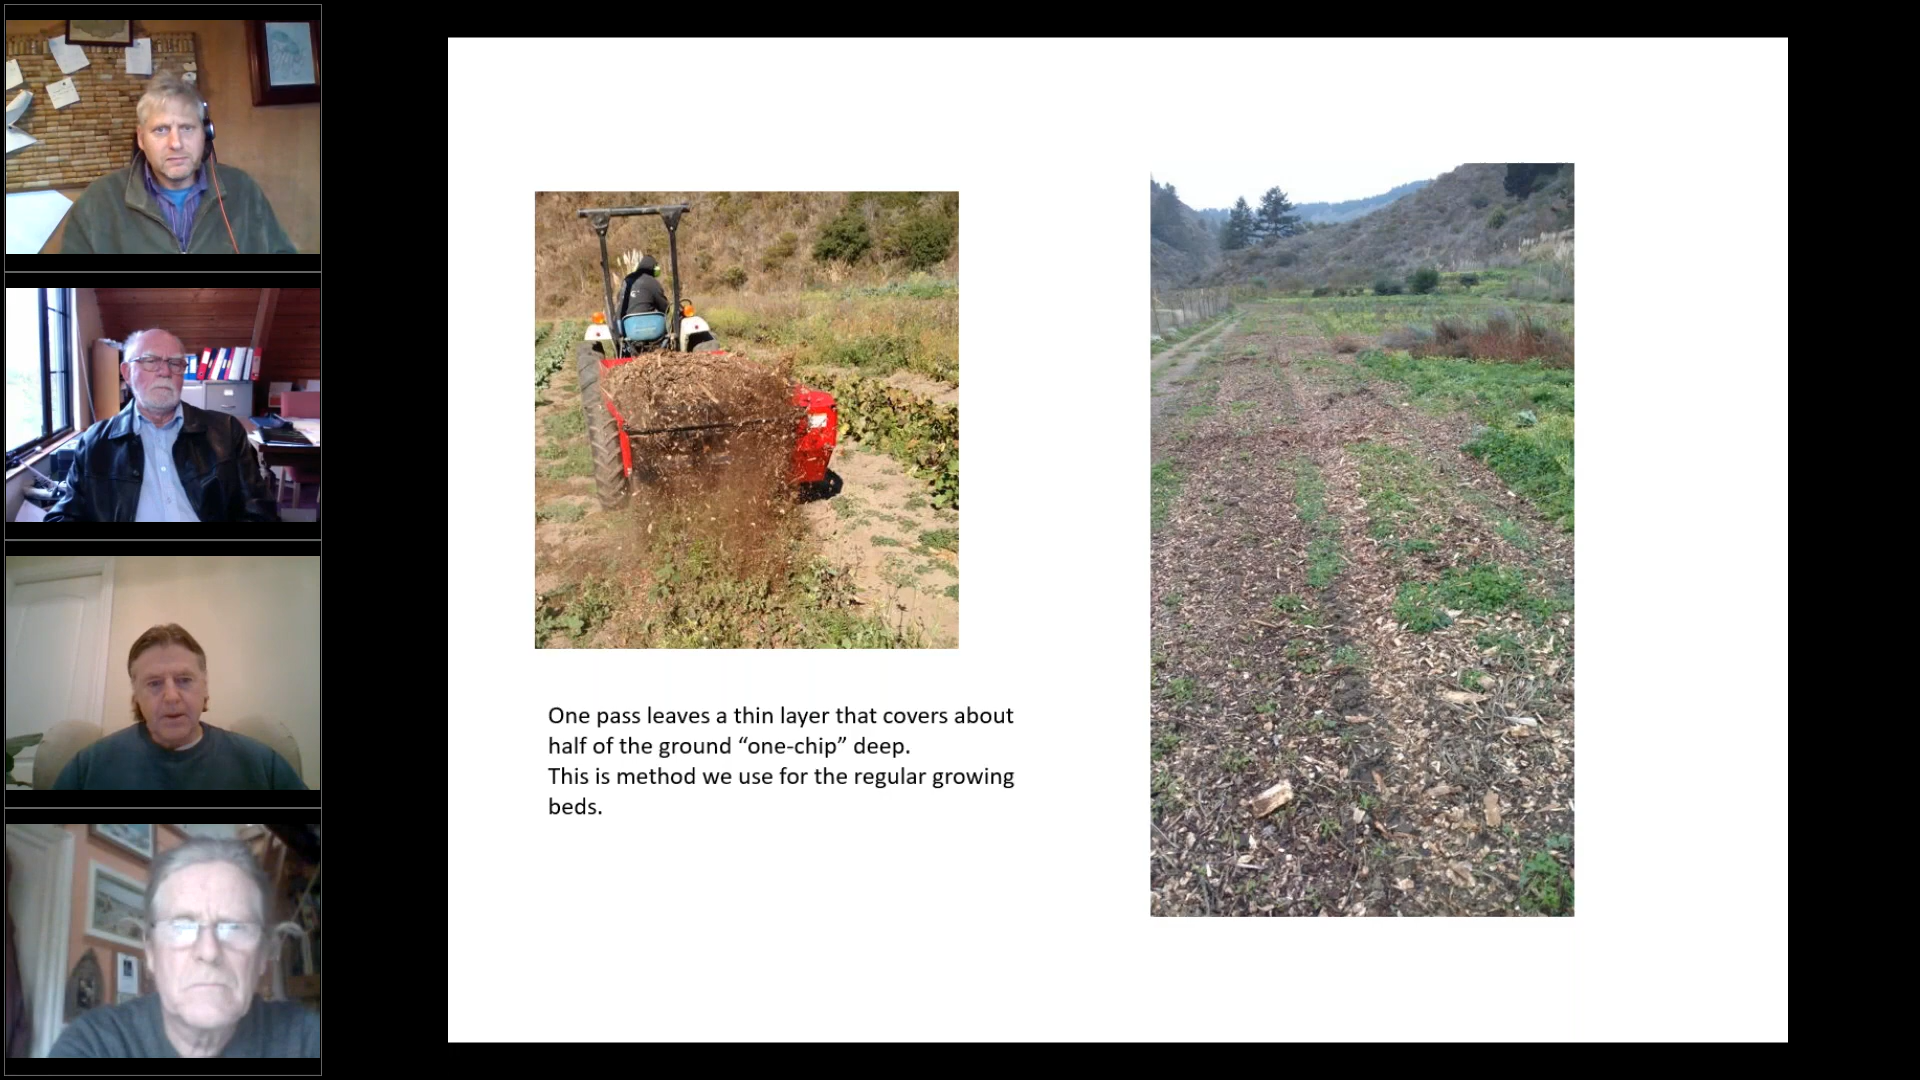 One pass leaves a thin layer that covers about
half of the ground “one-chip” deep.
This is method we use for the regular growing
beds.